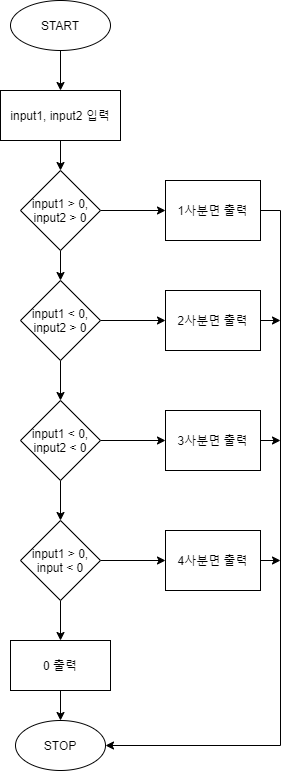 START
input1, input2 입력
input1 > 0,
input2 > 0
1사분면 출력
input1 < 0,
input2 > 0
2사분면 출력
input1 < 0,
input2 < 0
3사분면 출력
input1 > 0,
input < 0
4사분면 출력
0 출력
STOP